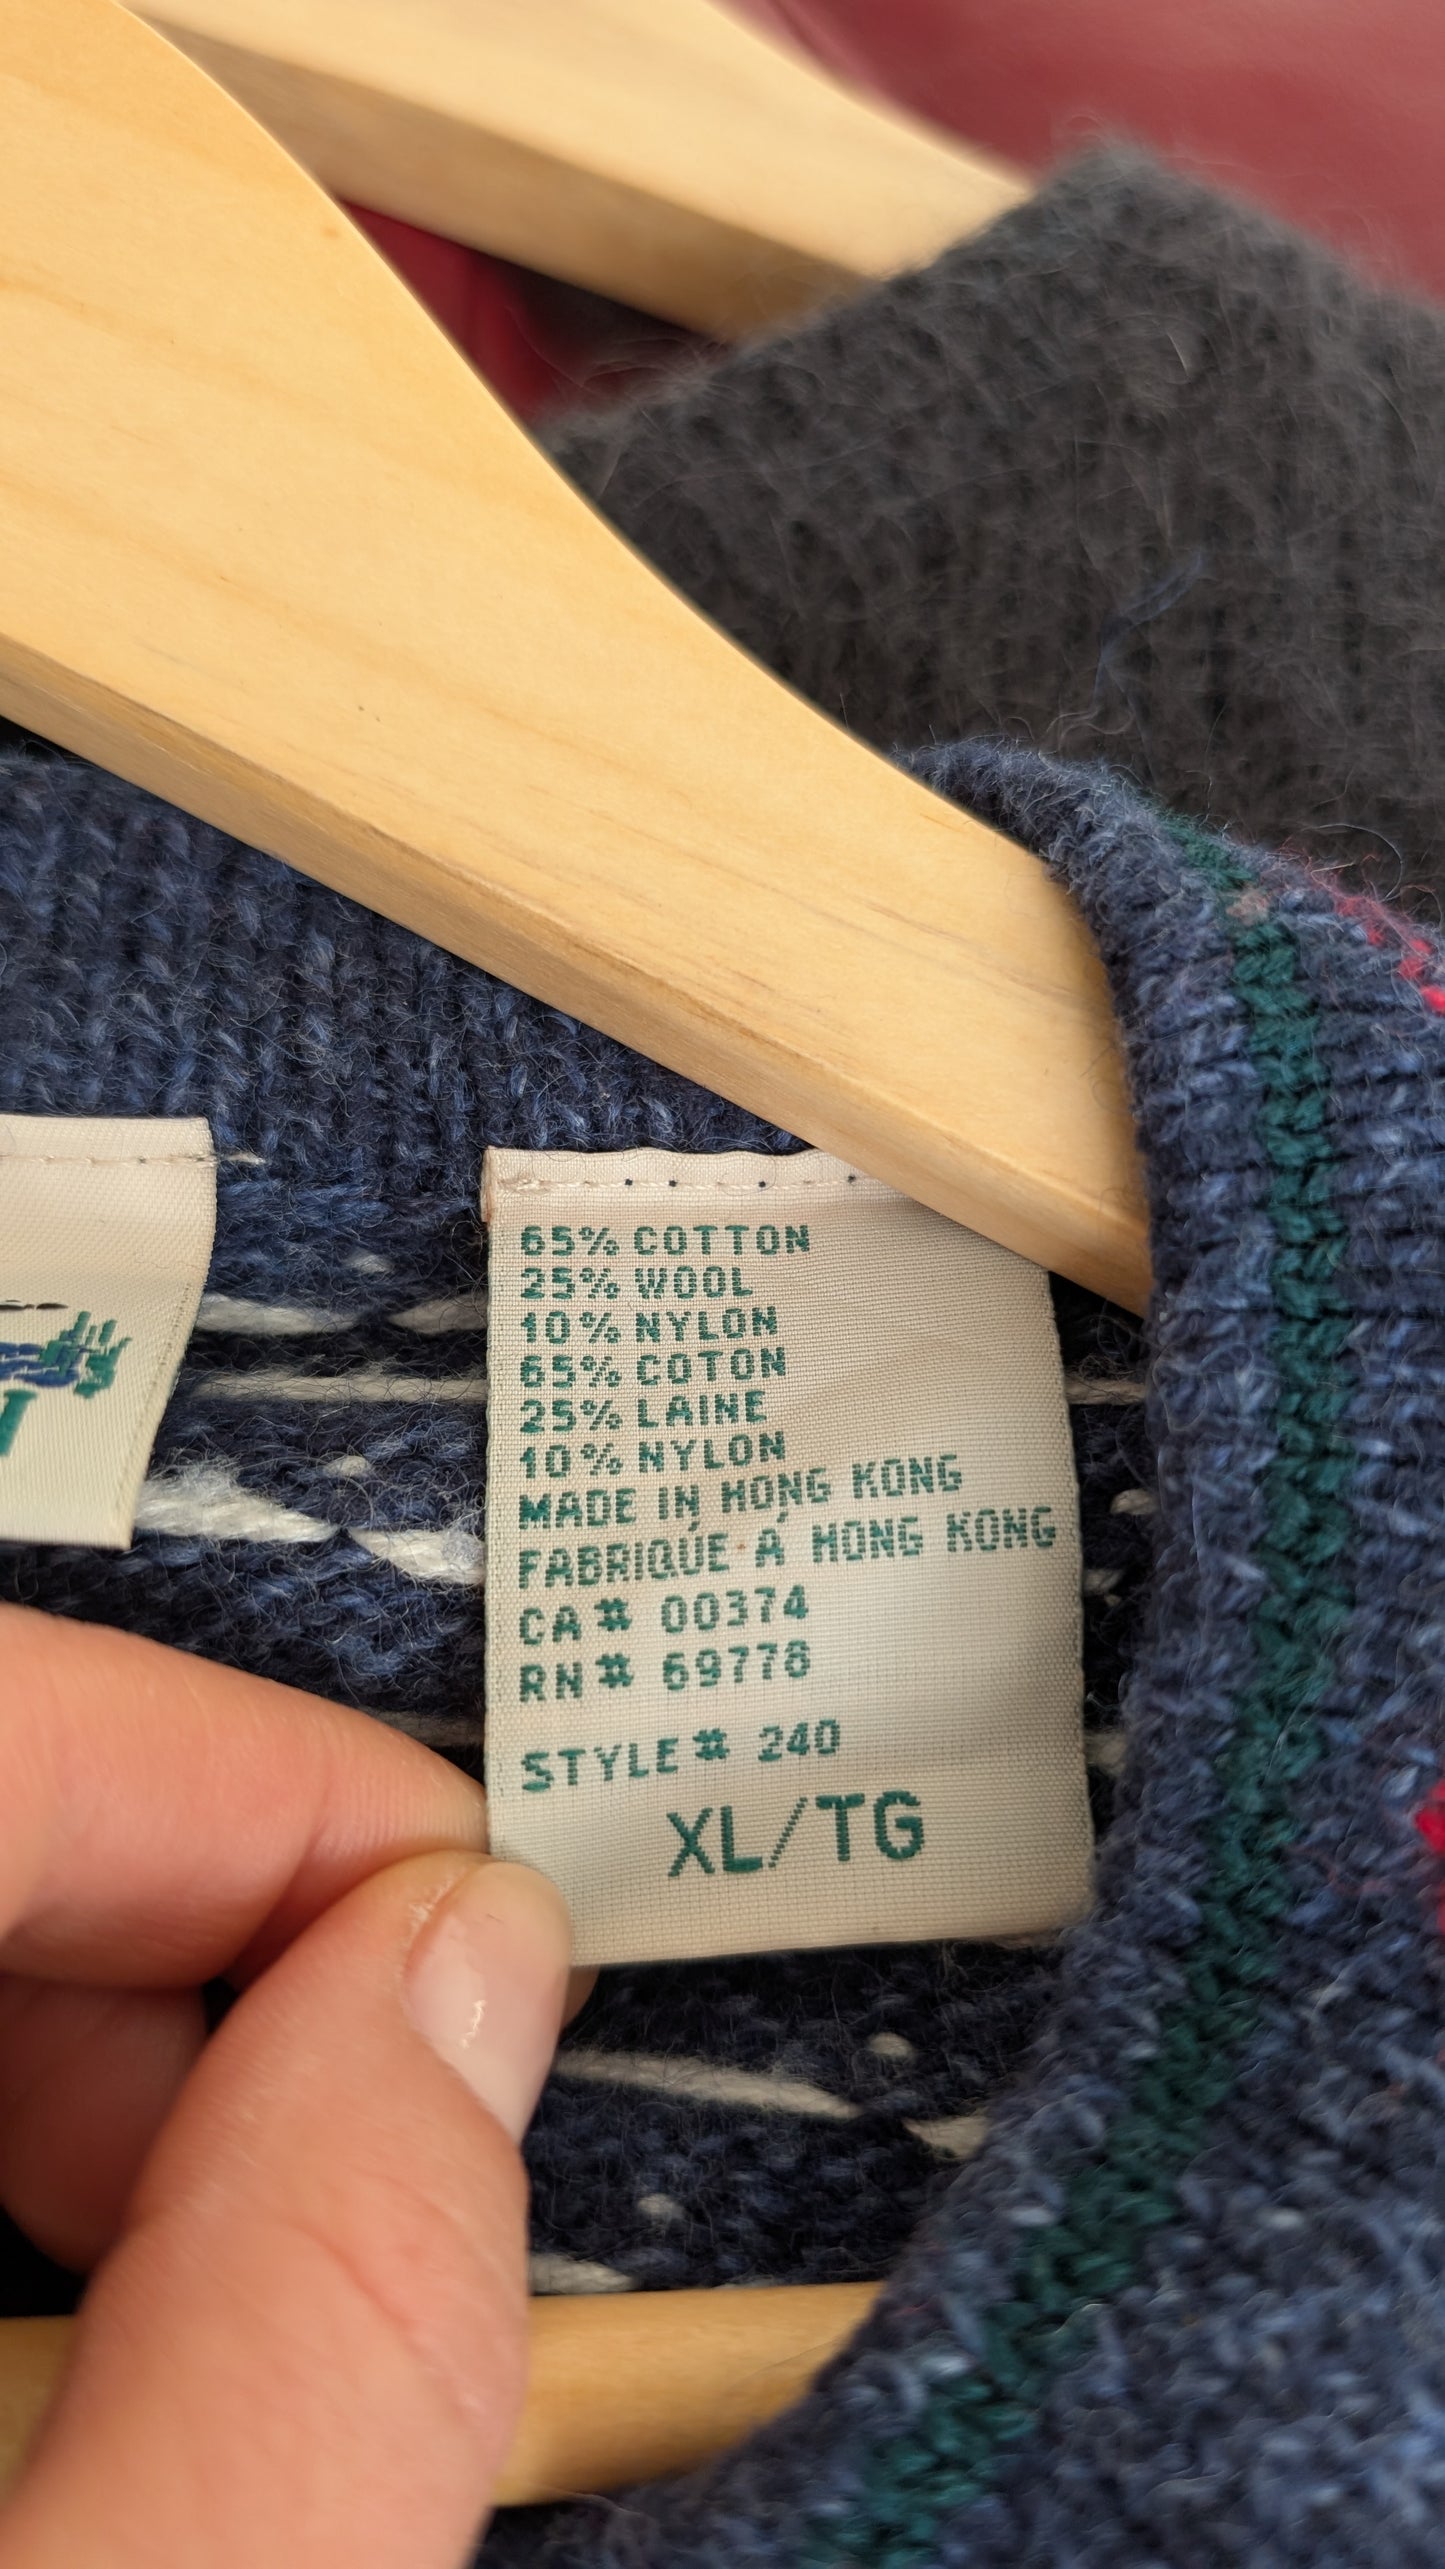 65% COTTON
25% WOOL
10% NYLON
65% COTON
25% LAINE
10% NYLON
MADE IN HONG KONG
FABRIQUÉ À HONG KONG
CA# 00374
RN# 69778
STYLE# 240
XL/TG